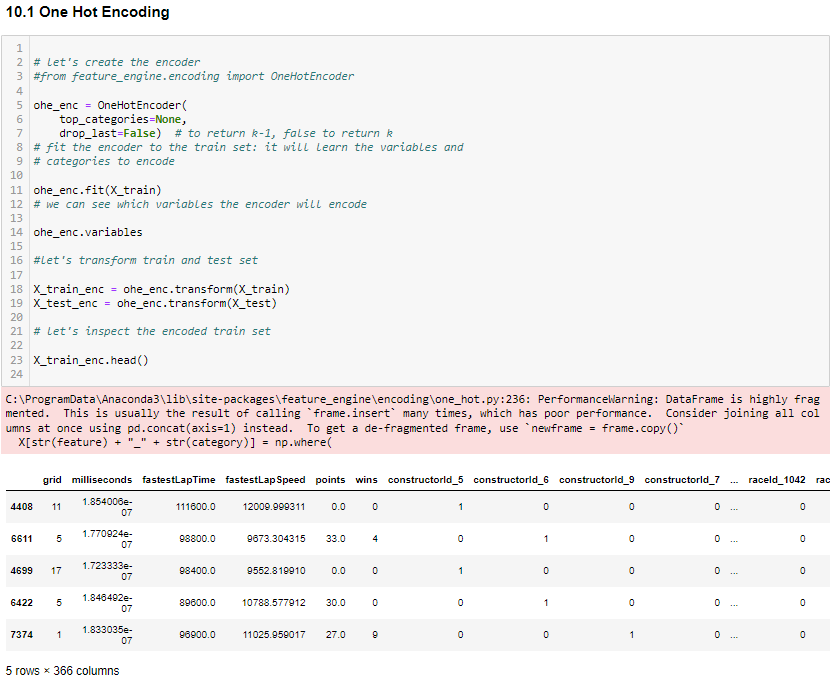 10.1 One Hot Encoding
1
2 # let's create the encoder
3 #from feature_engine.encoding import OneHotEncoder
4
5 ohe_enc = OneHotEncoder(
6 top_categories=None,
7 drop_last=False) # to return k-1, false to return k
8 # fit the encoder to the train set: it will learn the variables and
9 # categories to encode
10
11 ohe_enc.fit(X_train)
12 # we can see which variables the encoder will encode
13
14 ohe_enc.variables
15
16 #let's transform train and test set
17
18 X_train_enc = ohe_enc.transform(X_train)
19 X_test_enc = ohe_enc.transform(X_test)
20
21 # let's inspect the encoded train set
22
23 X_train_enc.head()
24
C:\ProgramData\Anaconda3\lib\site-packages\feature_engine\encoding\one_hot.py:236: PerformanceWarning: DataFrame is highly frag
mented.  This is usually the result of calling `frame.insert` many times, which has poor performance.  Consider joining all col
umns at once using pd.concat(axis=1) instead.  To get a de-fragmented frame, use `newframe = frame.copy()`
X[str(feature) + "_" + str(category)] = np.where(
grid milliseconds fastestLapTime fastestLapSpeed points wins constructorId_5 constructorId_6 constructorId_9 constructorId_7 ... raceId_1042 rac
4408 11 1.854006e-07 111600.0 12009.999311 0.0 0 1 0 0 0 ... 0
6611 5 1.770924e-07 98800.0 9673.304315 33.0 4 0 1 0 0 ... 0
4699 17 1.723333e-07 98400.0 9552.819910 0.0 0 1 0 0 0 ... 0
6422 5 1.846492e-07 89600.0 10788.577912 30.0 0 0 1 0 0 ... 0
7374 1 1.833035e-07 96900.0 11025.959017 27.0 9 0 0 1 0 ... 0
5 rows × 366 columns